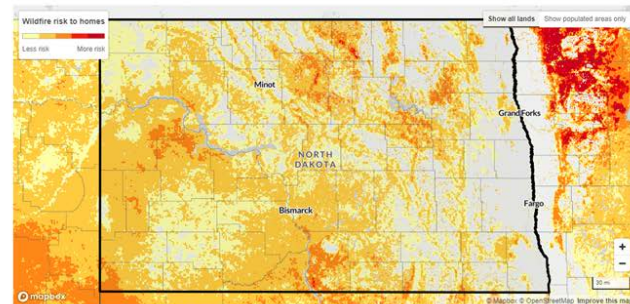 Wildfire risk to homes
Less risk More risk
Show all lands Show populated areas only
Minot
Grand Forks
NORTH
DAKOTA
Bismarck
Fargo
+
−
30 mi
mapbox
© Mapbox © OpenStreetMap Improve this ma